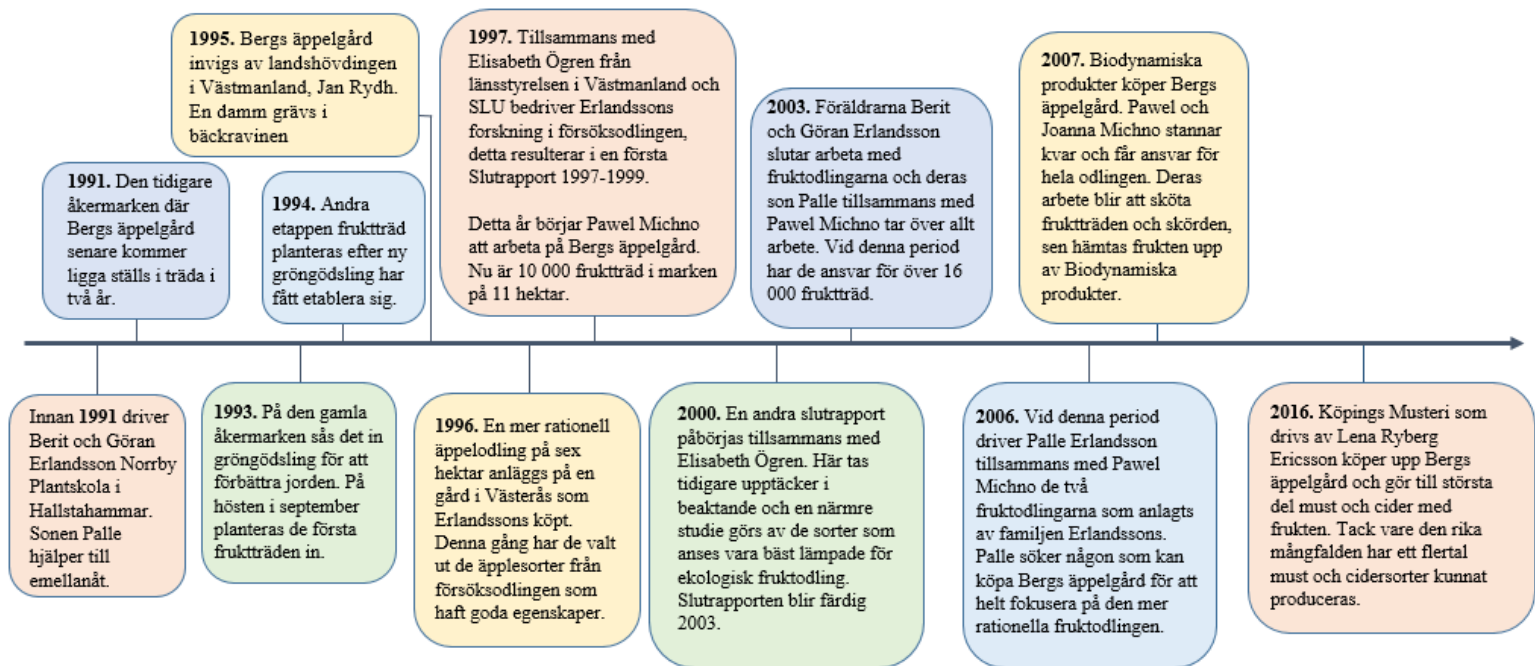 Innan 1991 driver
Berit och Göran
Erlandsson Norrby
Plantskola i
Hallstahammar.
Sonen Palle
hjälper till
emellanåt.
1991. Den tidigare
åkermarken där
Bergs äppelgård
senare kommer
ligga ställs i träda i
två år.
1993. På den gamla
åkermarken sås det in
gröngödsling för att
förbättra jorden. På
hösten i september
planteras de första
fruktträden in.
1994. Andra
etappen fruktträd
planteras efter ny
gröngödsling har
fått etablera sig.
1995. Bergs äppelgård
invigs av landshövdingen
i Västmanland, Jan Rydh.
En damm grävs i
bäckravinen
1996. En mer rationell
äppelodling på sex
hektar anläggs på en
gård i Västerås som
Erlandssons köpt.
Denna gång har de valt
ut de äpplesorter från
försöksodlingen som
haft goda egenskaper.
1997. Tillsammans med
Elisabeth Ögren från
länsstyrelsen i Västmanland och
SLU bedriver Erlandssons
forskning i försöksodlingen,
detta resulterar i en första
Slutrapport 1997-1999.
Detta år börjar Pawel Michno
att arbeta på Bergs äppelgård.
Nu är 10 000 fruktträd i marken
på 11 hektar.
2000. En andra slutrapport
påbörjas tillsammans med
Elisabeth Ögren. Här tas
tidigare upptäcker i
beaktande och en närmre
studie görs av de sorter som
anses vara bäst lämpade för
ekologisk fruktodling.
Slutrapporten blir färdig
2003.
2003. Föräldrarna Berit
och Göran Erlandsson
slutar arbeta med
fruktodlingarna och deras
son Palle tillsammans med
Pawel Michno tar över allt
arbete. Vid denna period
har de ansvar för över 16
000 fruktträd.
2006. Vid denna period
driver Palle Erlandsson
tillsammans med Pawel
Michno de två
fruktodlingarna som anlagts
av familjen Erlandssons.
Palle söker någon som kan
köpa Bergs äppelgård för att
helt fokusera på den mer
rationella fruktodlingen.
2007. Biodynamiska
produkter köper Bergs
äppelgård. Pawel och
Joanna Michno stannar
kvar och får ansvar för
hela odlingen. Deras
arbete blir att sköta
fruktträden och skörden,
sen hämtas frukten upp
av Biodynamiska
produkter.
2016. Köpings Musteri som
drivs av Lena Ryberg
Ericsson köper upp Bergs
äppelgård och gör till största
del must och cider med
frukten. Tack vare den rika
mångfalden har ett flertal
must och cidersorter kunnat
produceras.